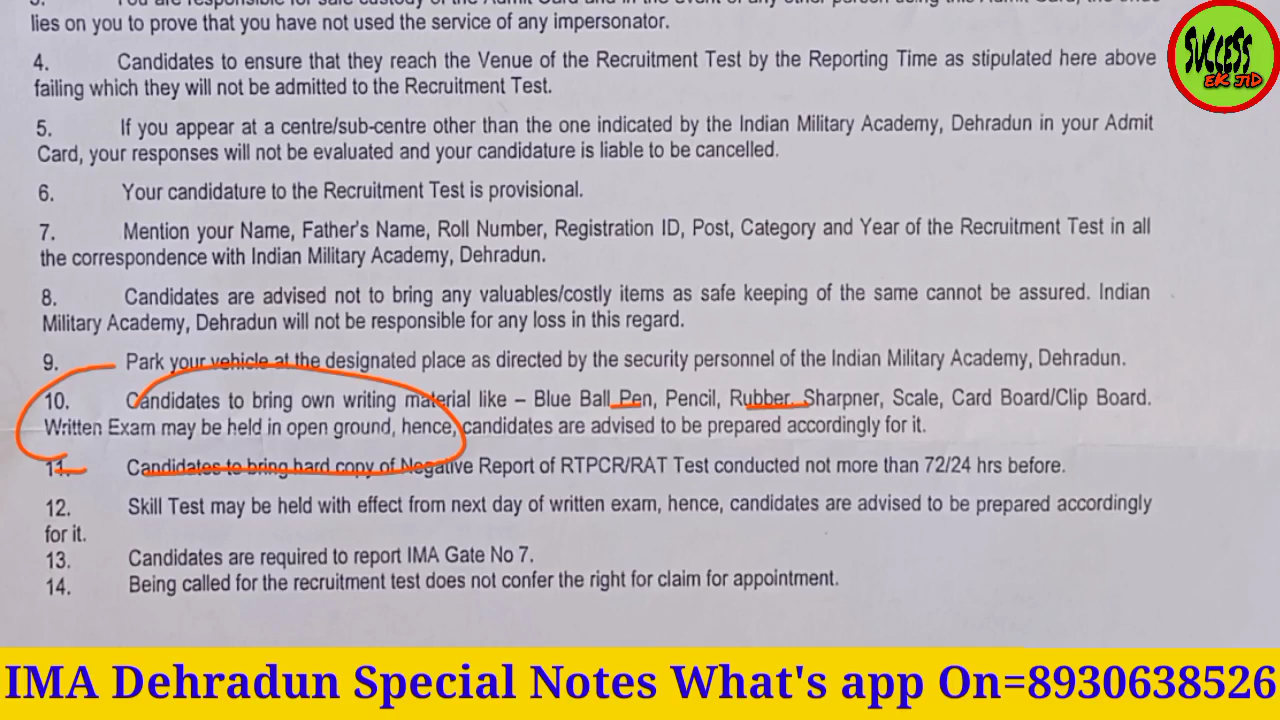 lies on you to prove that you have not used the service of any impersonator.
4. Candidates to ensure that they reach the Venue of the Recruitment Test by the Reporting Time as stipulated here above
failing which they will not be admitted to the Recruitment Test.
5. If you appear at a centre/sub-centre other than the one indicated by the Indian Military Academy, Dehradun in your Admit
Card, your responses will not be evaluated and your candidature is liable to be cancelled.
6. Your candidature to the Recruitment Test is provisional.
7. Mention your Name, Father's Name, Roll Number, Registration ID, Post, Category and Year of the Recruitment Test in all
the correspondence with Indian Military Academy, Dehradun.
8. Candidates are advised not to bring any valuables/costly items as safe keeping of the same cannot be assured. Indian
Military Academy, Dehradun will not be responsible for any loss in this regard.
9. Park your vehicle at the designated place as directed by the security personnel of the Indian Military Academy, Dehradun.
10. Candidates to bring own writing material like – Blue Ball Pen, Pencil, Rubber, Sharpner, Scale, Card Board/Clip Board.
Written Exam may be held in open ground, hence, candidates are advised to be prepared accordingly for it.
11. Candidates to bring hard copy of Negative Report of RTPCR/RAT Test conducted not more than 72/24 hrs before.
12. Skill Test may be held with effect from next day of written exam, hence, candidates are advised to be prepared accordingly
for it.
13. Candidates are required to report IMA Gate No 7.
14. Being called for the recruitment test does not confer the right for claim for appointment.
SUCCESS
EK JID
IMA Dehradun Special Notes What's app On=8930638526